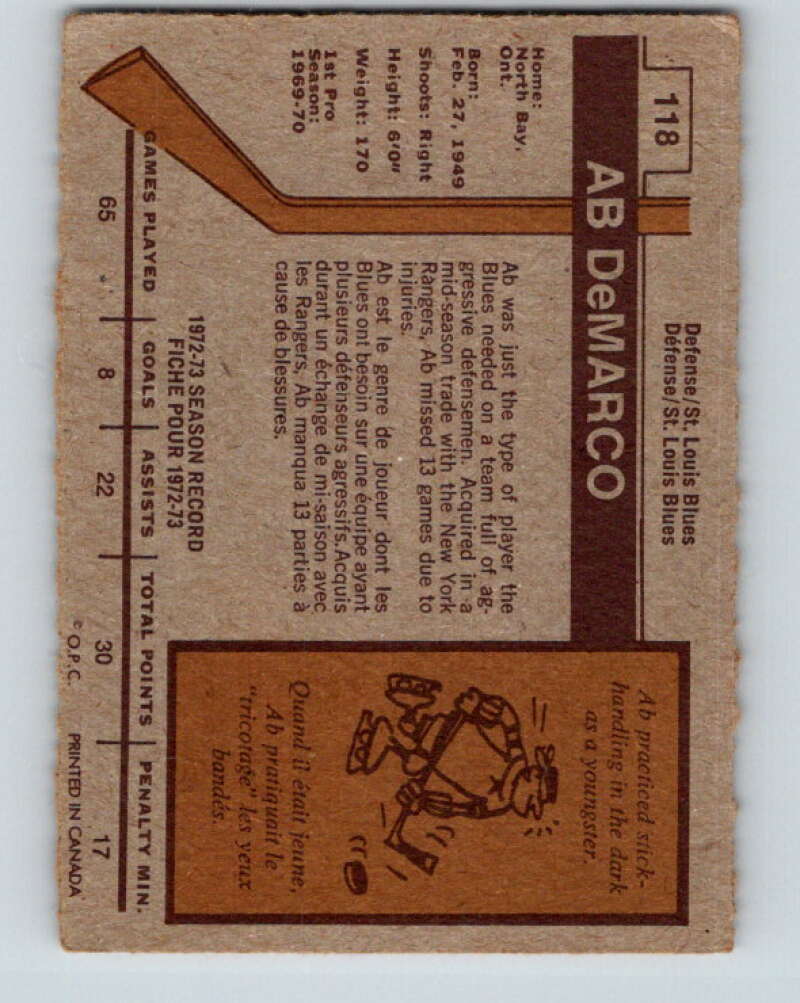 118
Defense/St. Louis Blues
Défense/St. Louis Blues
AB DeMARCO
Home:
North Bay,
Ont.
Born:
Feb. 27, 1949
Shoots: Right
Height: 6'0"
Weight: 170
1st Pro
Season:
1969-70
Ab was just the type of player the
Blues needed on a team full of ag-
gressive defensemen. Acquired in a
mid-season trade with the New York
Rangers, Ab missed 13 games due to
injuries.
Ab est le genre de joueur dont les
Blues ont besoin sur une équipe ayant
plusieurs défenseurs agressifs. Acquis
durant un échange de mi-saison avec
les Rangers, Ab manqua 13 parties à
cause de blessures.
Ab practiced stick-
handling in the dark
as a youngster.
Quand il était jeune,
Ab pratiquait le
"tricotage" les yeux
bandés.
1972-73 SEASON RECORD
FICHE POUR 1972-73
GAMES PLAYED GOALS ASSISTS TOTAL POINTS PENALTY MIN.
65 8 22 30 17
© O.P.C. PRINTED IN CANADA